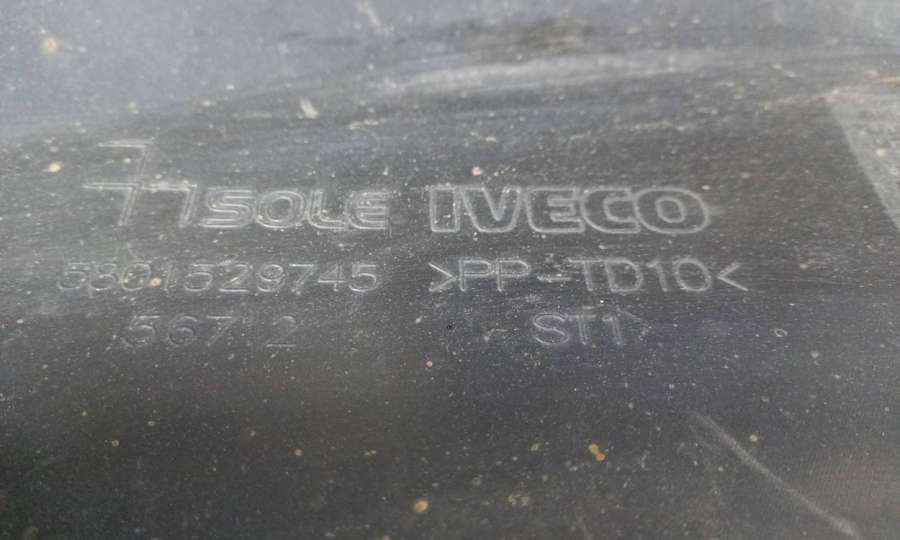 SOLE IVECO
5801529745 >PP-TD10<
567'2 ST1